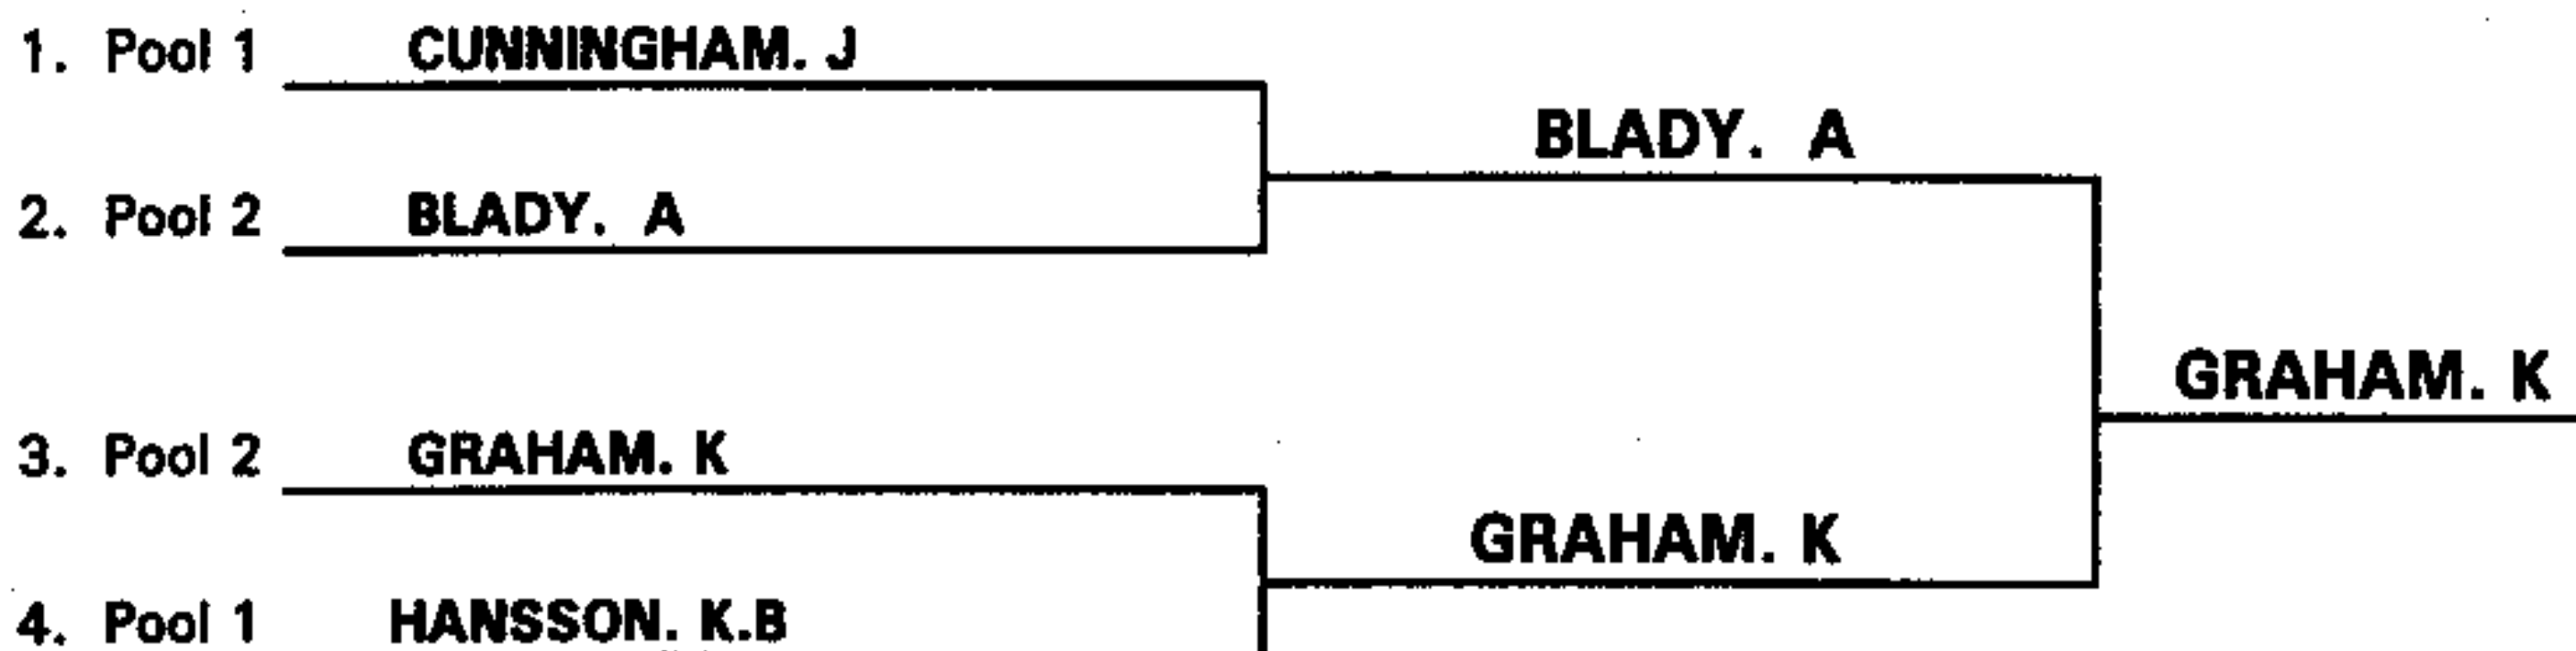 1. Pool 1 CUNNINGHAM. J
BLADY. A
2. Pool 2 BLADY. A
GRAHAM. K
3. Pool 2 GRAHAM. K
GRAHAM. K
4. Pool 1 HANSSON. K.B